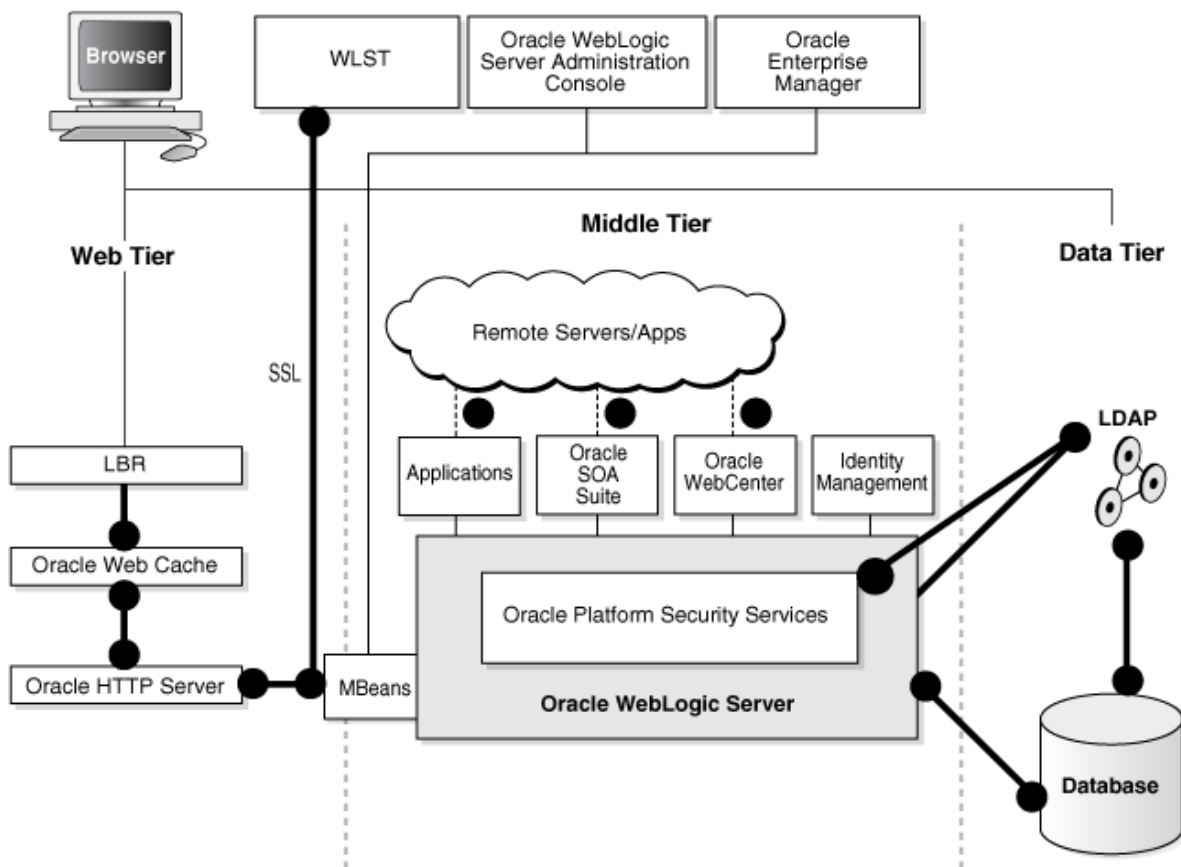 Browser
WLST
Oracle WebLogic
Server Administration
Console
Oracle
Enterprise
Manager
Web Tier
Middle Tier
Data Tier
Remote Servers/Apps
SSL
LDAP
LBR
Applications
Oracle
SOA
Suite
Oracle
WebCenter
Identity
Management
Oracle Web Cache
Oracle Platform Security Services
Oracle HTTP Server
MBeans
Oracle WebLogic Server
Database